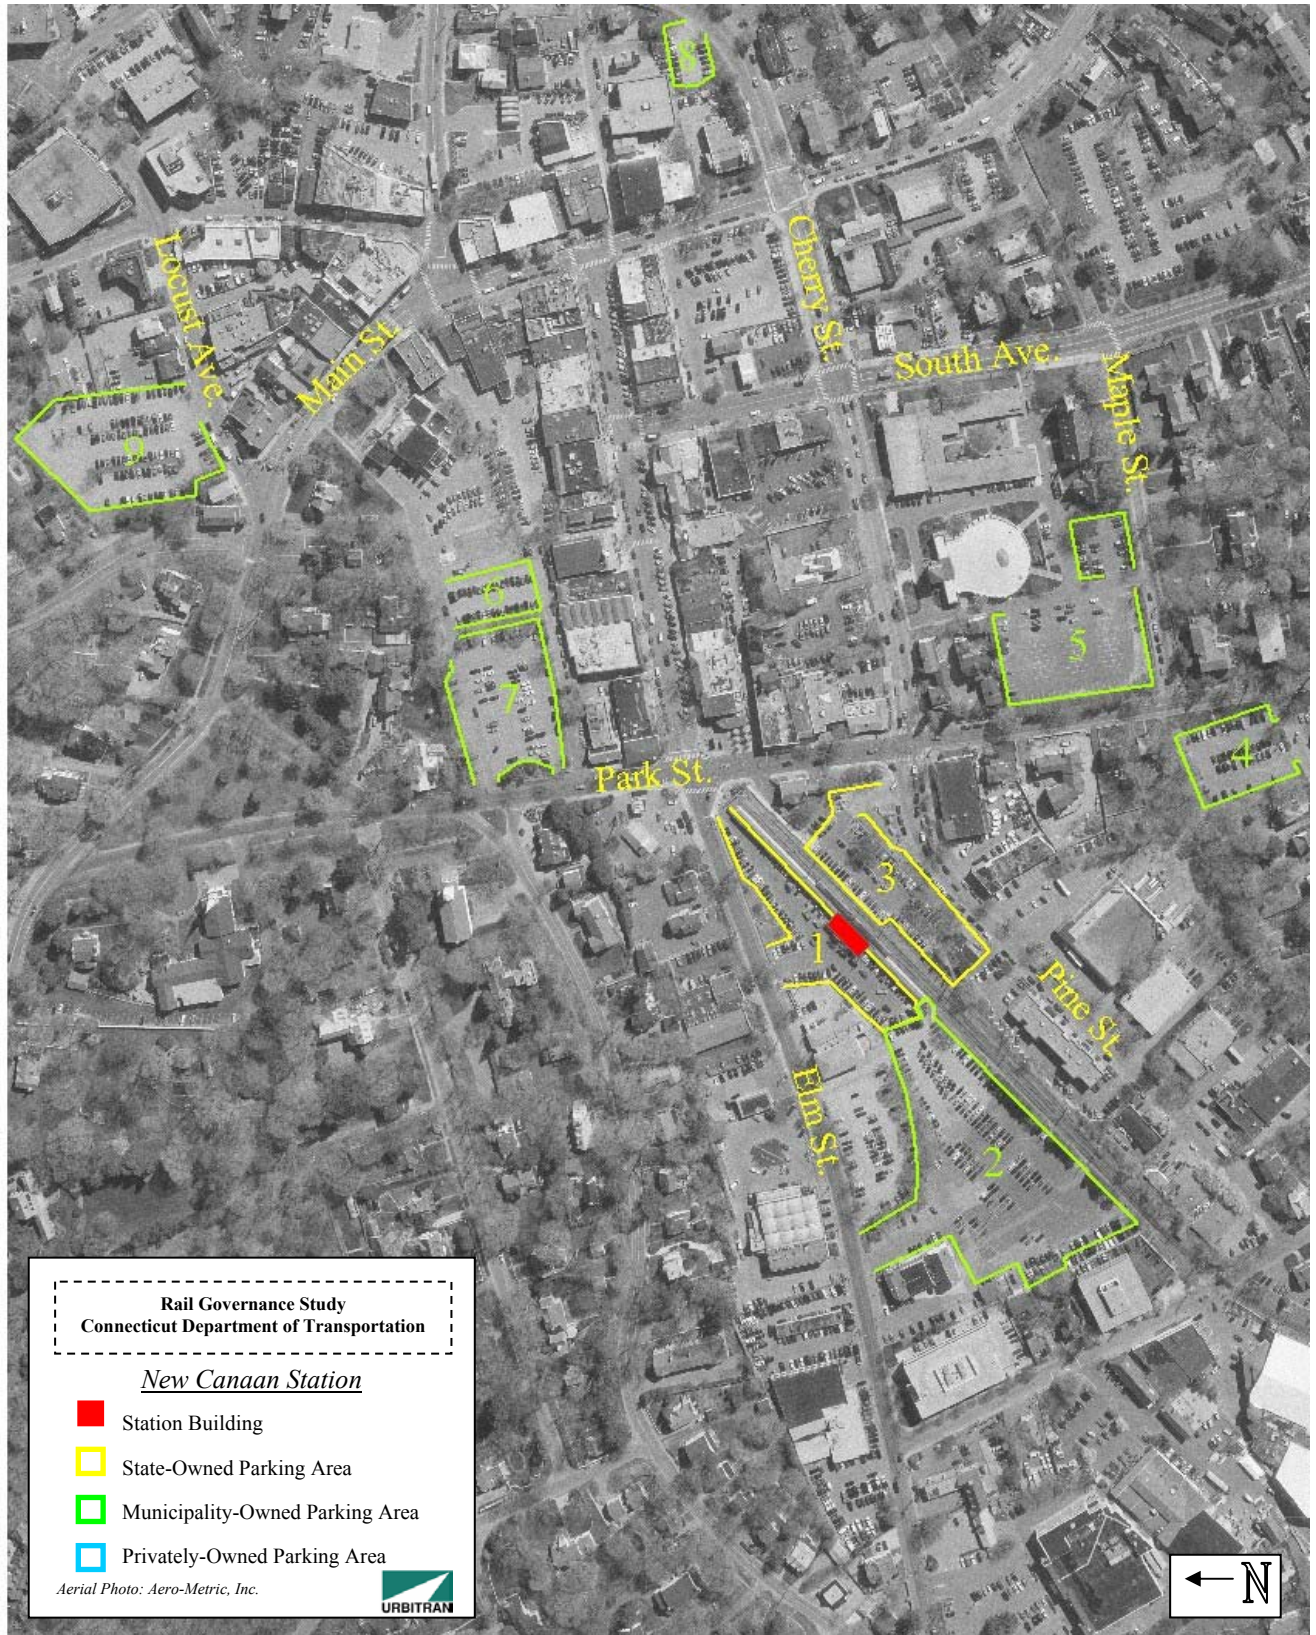 8
Cherry St.
Locust Ave.
Main St.
South Ave.
Maple St.
9
6
5
7
4
Park St.
3
1
Pine St.
Elm St.
2
Rail Governance Study
Connecticut Department of Transportation
New Canaan Station
Station Building
State-Owned Parking Area
Municipality-Owned Parking Area
Privately-Owned Parking Area
Aerial Photo: Aero-Metric, Inc.
URBITRAN
N